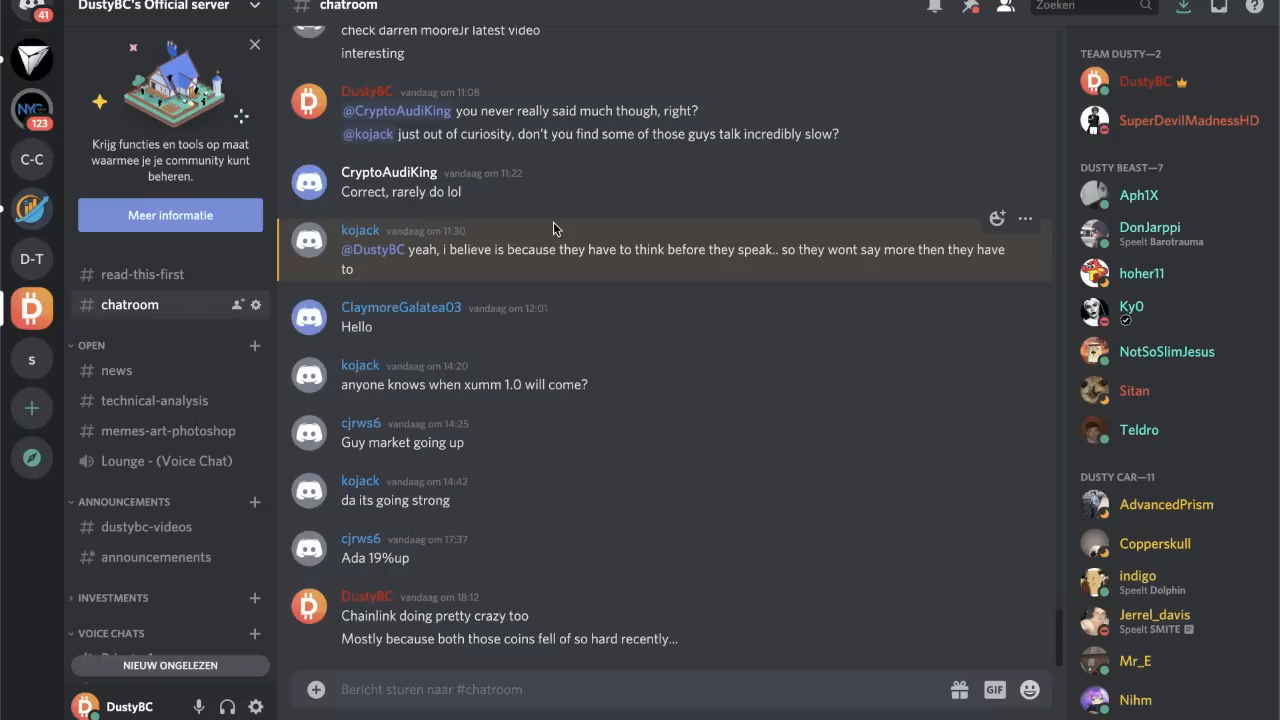 DustyBC's Official server
chatroom
Zoeken
41
NYC
123
C-C
D-T
s
Krijg functies en tools op maat
waarmee je je community kunt
beheren.
Meer informatie
# read-this-first
# chatroom
OPEN
# news
# technical-analysis
# memes-art-photoshop
Lounge - (Voice Chat)
ANNOUNCEMENTS
# dustybc-videos
# announcemenents
INVESTMENTS
VOICE CHATS
NIEUW ONGELEZEN
DustyBC
check darren mooreJr latest video
interesting
DustyBC vandaag om 11:08
@CryptoAudiKing you never really said much though, right?
@kojack just out of curiosity, don't you find some of those guys talk incredibly slow?
CryptoAudiKing vandaag om 11:22
Correct, rarely do lol
kojack vandaag om 11:30
@DustyBC yeah, i believe is because they have to think before they speak.. so they wont say more then they have
to
ClaymoreGalatea03 vandaag om 12:01
Hello
kojack vandaag om 14:20
anyone knows when xumm 1.0 will come?
cjrws6 vandaag om 14:25
Guy market going up
kojack vandaag om 14:42
da its going strong
cjrws6 vandaag om 17:37
Ada 19%up
DustyBC vandaag om 18:12
Chainlink doing pretty crazy too
Mostly because both those coins fell of so hard recently...
Bericht sturen naar #chatroom
GIF
TEAM DUSTY—2
DustyBC
SuperDevilMadnessHD
DUSTY BEAST—7
Aph1X
DonJarppi
Speelt Barotrauma
hoher11
Ky0
NotSoSlimJesus
Sitan
Teldro
DUSTY CAR—11
AdvancedPrism
Copperskull
indigo
Speelt Dolphin
Jerrel_davis
Speelt SMITE
Mr_E
Nihm